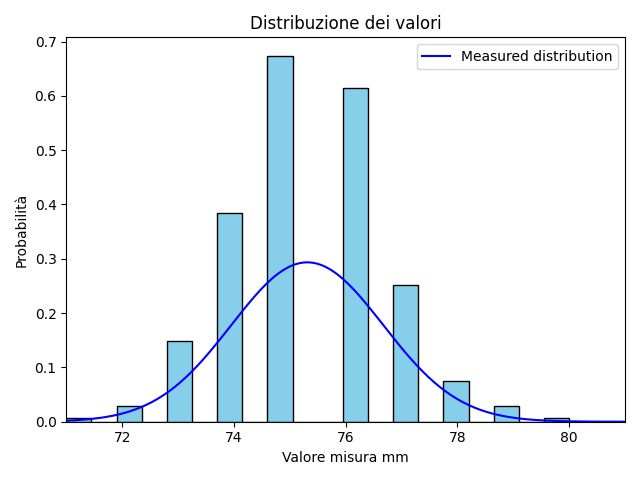 Distribuzione dei valori
Measured distribution
0.7
0.6
0.5
0.4
0.3
0.2
0.1
0.0
Probabilità
72 74 76 78 80
Valore misura mm